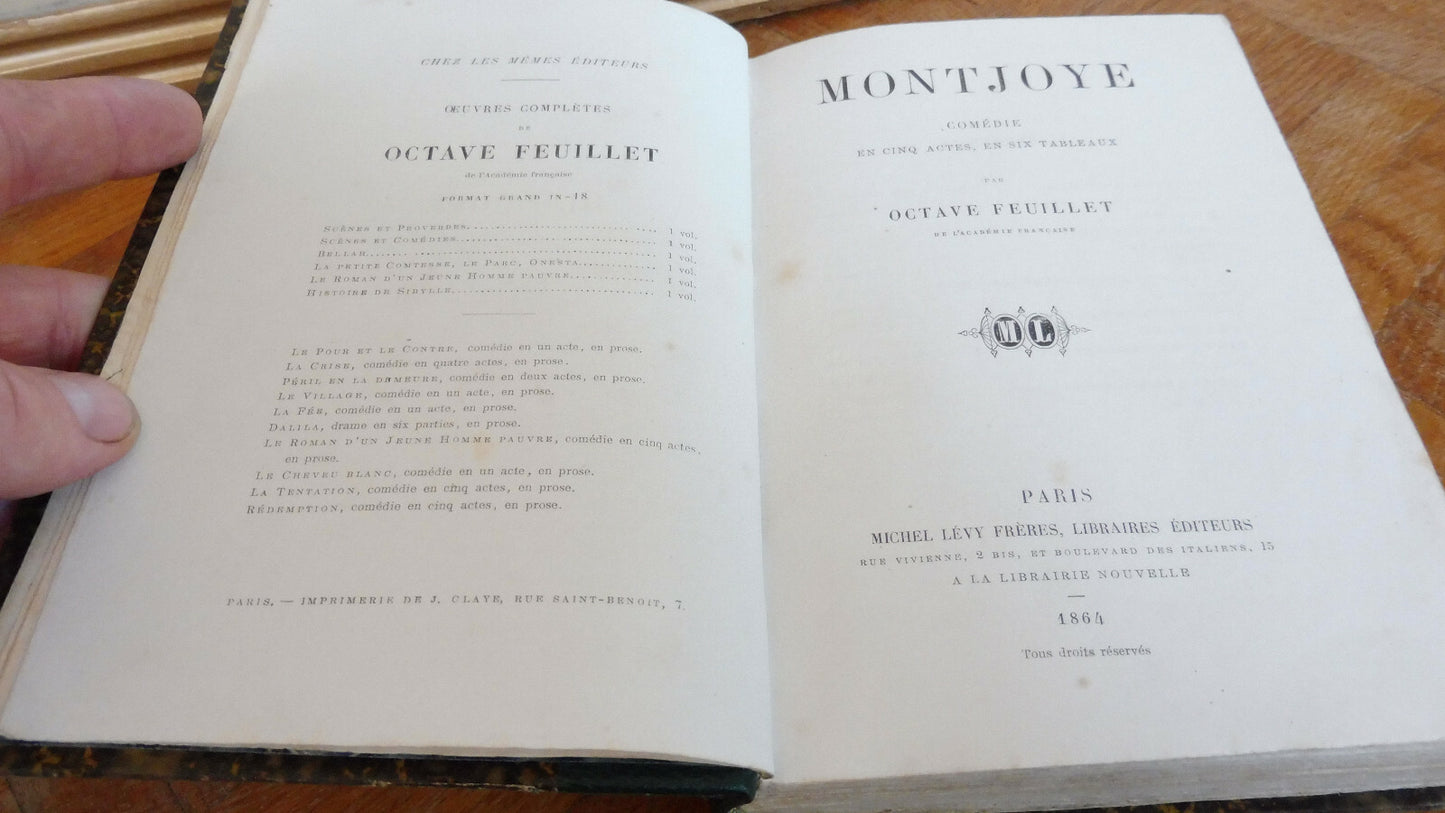 CHEZ LES MÊMES ÉDITEURS
ŒUVRES COMPLÈTES
DE
OCTAVE FEUILLET
de l'Académie française
FORMAT GRAND IN-18
SCÈNES ET PROVERBES. 1 vol.
SCÈNES ET COMÉDIES. 1 vol.
BELLAH. 1 vol.
LA PETITE COMTESSE, LE PARC, ONESTA. 1 vol.
LE ROMAN D'UN JEUNE HOMME PAUVRE. 1 vol.
HISTOIRE DE SIBYLLE. 1 vol.
LE POUR ET LE CONTRE, comédie en un acte, en prose.
LA CRISE, comédie en quatre actes, en prose.
PÉRIL EN LA DEMEURE, comédie en deux actes, en prose.
LE VILLAGE, comédie en un acte, en prose.
LA FÉE, comédie en un acte, en prose.
DALILA, drame en six parties, en prose.
LE ROMAN D'UN JEUNE HOMME PAUVRE, comédie en cinq actes,
en prose.
LE CHEVEU BLANC, comédie en un acte, en prose.
LA TENTATION, comédie en cinq actes, en prose.
RÉDEMPTION, comédie en cinq actes, en prose.
PARIS. — IMPRIMERIE DE J. CLAYE, RUE SAINT-BENOIT, 7.
MONTJOYE
COMÉDIE
EN CINQ ACTES, EN SIX TABLEAUX
PAR
OCTAVE FEUILLET
DE L'ACADÉMIE FRANÇAISE
ML
PARIS
MICHEL LÉVY FRÈRES, LIBRAIRES ÉDITEURS
RUE VIVIENNE, 2 BIS, ET BOULEVARD DES ITALIENS, 15
A LA LIBRAIRIE NOUVELLE
1864
Tous droits réservés